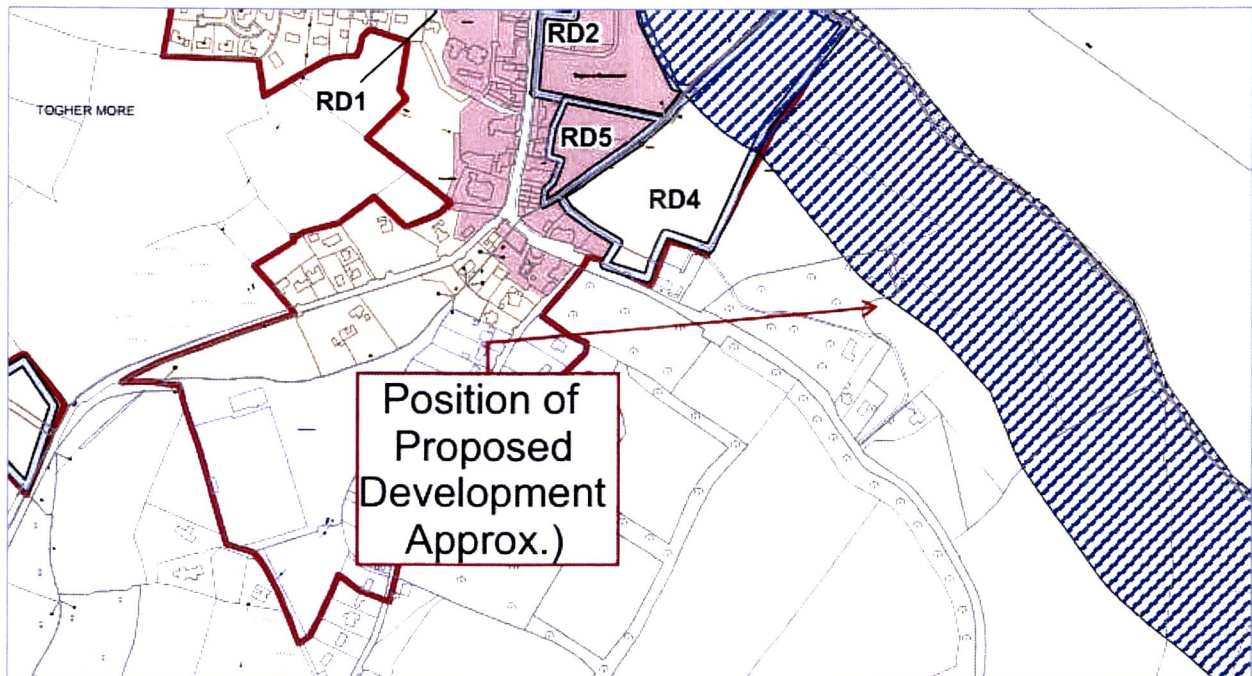 RD2
RD1
TOGHER MORE
RD5
RD4
Position of
Proposed
Development
Approx.)